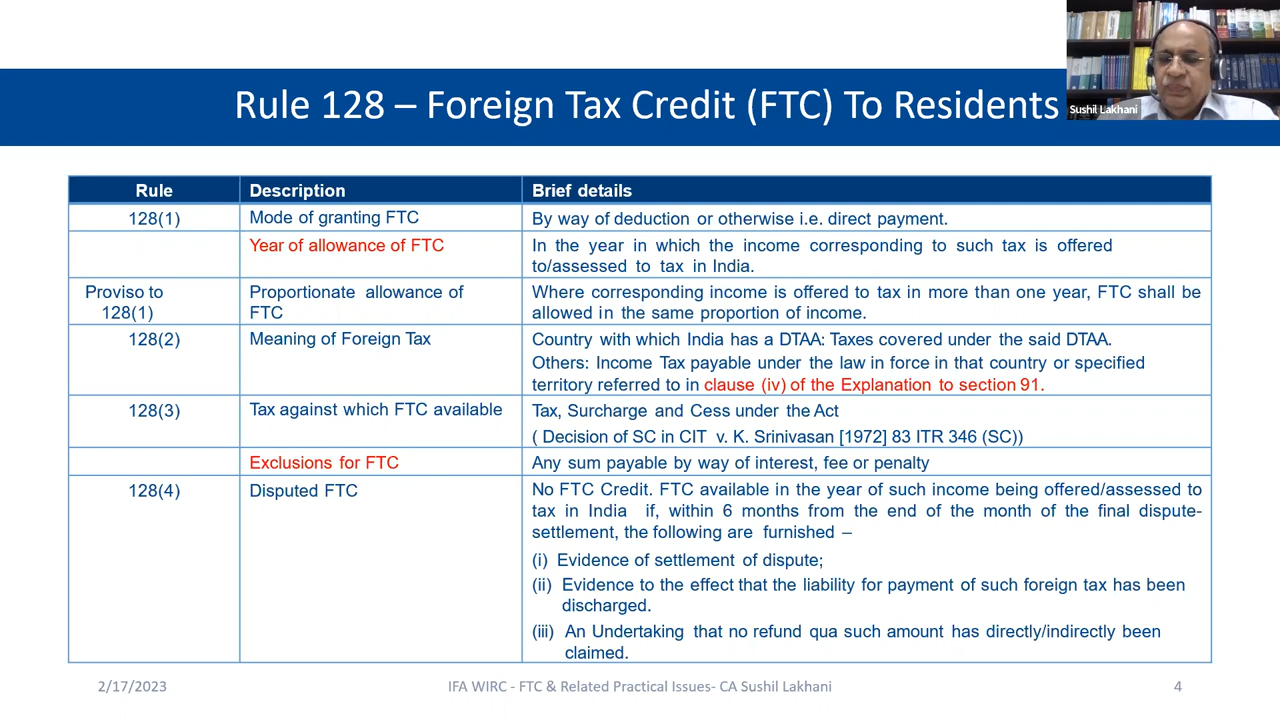 Rule 128 – Foreign Tax Credit (FTC) To Residents
Sushil Lakhani
Rule Description Brief details
128(1) Mode of granting FTC By way of deduction or otherwise i.e. direct payment.
Year of allowance of FTC In the year in which the income corresponding to such tax is offered
to/assessed to tax in India.
Proviso to Proportionate allowance of Where corresponding income is offered to tax in more than one year, FTC shall be
128(1) FTC allowed in the same proportion of income.
128(2) Meaning of Foreign Tax Country with which India has a DTAA: Taxes covered under the said DTAA.
Others: Income Tax payable under the law in force in that country or specified
territory referred to in clause (iv) of the Explanation to section 91.
128(3) Tax against which FTC available Tax, Surcharge and Cess under the Act
( Decision of SC in CIT v. K. Srinivasan [1972] 83 ITR 346 (SC))
Exclusions for FTC Any sum payable by way of interest, fee or penalty
128(4) Disputed FTC No FTC Credit. FTC available in the year of such income being offered/assessed to
tax in India if, within 6 months from the end of the month of the final dispute-
settlement, the following are furnished –
(i) Evidence of settlement of dispute;
(ii) Evidence to the effect that the liability for payment of such foreign tax has been
discharged.
(iii) An Undertaking that no refund qua such amount has directly/indirectly been
claimed.
2/17/2023 IFA WIRC - FTC & Related Practical Issues- CA Sushil Lakhani 4